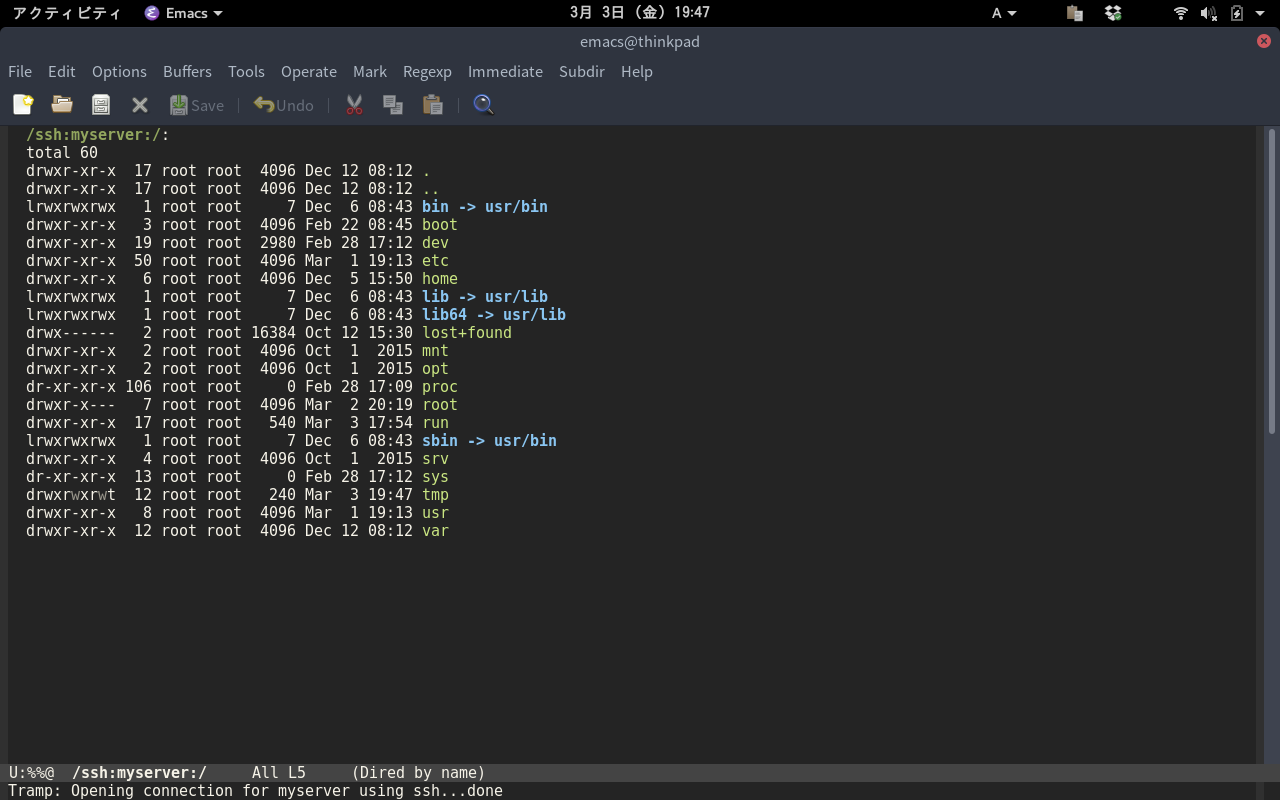 アクティビティ Emacs 3月 3日 (金) 19:47 A
emacs@thinkpad
File Edit Options Buffers Tools Operate Mark Regexp Immediate Subdir Help
Save Undo
/ssh:myserver:/:
total 60
drwxr-xr-x  17 root root  4096 Dec 12 08:12 .
drwxr-xr-x  17 root root  4096 Dec 12 08:12 ..
lrwxrwxrwx   1 root root     7 Dec  6 08:43 bin -> usr/bin
drwxr-xr-x   3 root root  4096 Feb 22 08:45 boot
drwxr-xr-x  19 root root  2980 Feb 28 17:12 dev
drwxr-xr-x  50 root root  4096 Mar  1 19:13 etc
drwxr-xr-x   6 root root  4096 Dec  5 15:50 home
lrwxrwxrwx   1 root root     7 Dec  6 08:43 lib -> usr/lib
lrwxrwxrwx   1 root root     7 Dec  6 08:43 lib64 -> usr/lib
drwx------   2 root root 16384 Oct 12 15:30 lost+found
drwxr-xr-x   2 root root  4096 Oct  1  2015 mnt
drwxr-xr-x   2 root root  4096 Oct  1  2015 opt
dr-xr-xr-x 106 root root     0 Feb 28 17:09 proc
drwxr-x---   7 root root  4096 Mar  2 20:19 root
drwxr-xr-x  17 root root   540 Mar  3 17:54 run
lrwxrwxrwx   1 root root     7 Dec  6 08:43 sbin -> usr/bin
drwxr-xr-x   4 root root  4096 Oct  1  2015 srv
dr-xr-xr-x  13 root root     0 Feb 28 17:12 sys
drwxrwxrwt  12 root root   240 Mar  3 19:47 tmp
drwxr-xr-x   8 root root  4096 Mar  1 19:13 usr
drwxr-xr-x  12 root root  4096 Dec 12 08:12 var
U:%%@  /ssh:myserver:/     All L5     (Dired by name)
Tramp: Opening connection for myserver using ssh...done